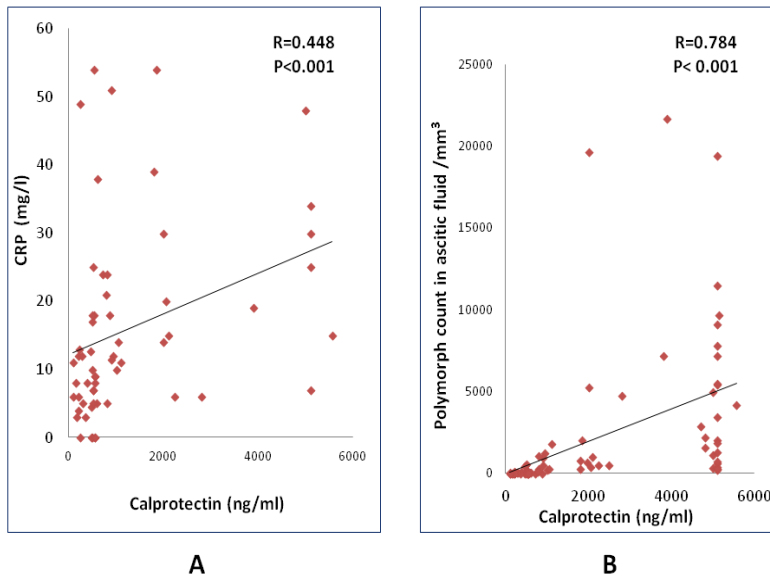 R=0.448
P<0.001
60
50
40
30
20
10
0
CRP (mg/l)
0 2000 4000 6000
Calprotectin (ng/ml)
A
R=0.784
P< 0.001
25000
20000
15000
10000
5000
0
Polymorph count in ascitic fluid /mm³
0 2000 4000 6000
Calprotectin (ng/ml)
B